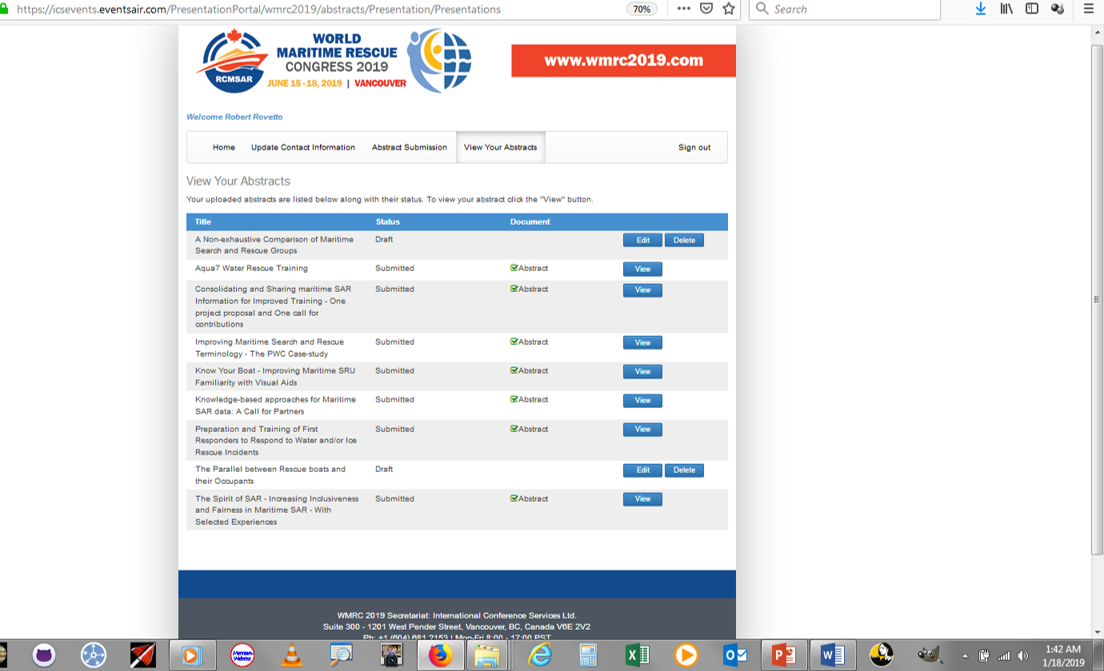 https://icsevents.eventsair.com/PresentationPortal/wmrc2019/abstracts/Presentation/Presentations
70%
Search
WORLD
MARITIME RESCUE
CONGRESS 2019
RCMSAR
JUNE 15-18, 2019 | VANCOUVER
www.wmrc2019.com
Welcome Robert Rovetto
Home Update Contact Information Abstract Submission View Your Abstracts Sign out
View Your Abstracts
Your uploaded abstracts are listed below along with their status. To view your abstract click the "View" button.
Title Status Document
A Non-exhaustive Comparison of Maritime Draft Edit Delete
Search and Rescue Groups
Aqua7 Water Rescue Training Submitted Abstract View
Consolidating and Sharing maritime SAR Submitted Abstract View
Information for Improved Training - One
project proposal and One call for
contributions
Improving Maritime Search and Rescue Submitted Abstract View
Terminology - The PWC Case-study
Know Your Boat - Improving Maritime SRU Submitted Abstract View
Familiarity with Visual Aids
Knowledge-based approaches for Maritime Submitted Abstract View
SAR data: A Call for Partners
Preparation and Training of First Submitted Abstract View
Responders to Respond to Water and/or Ice
Rescue Incidents
The Parallel between Rescue boats and Draft Edit Delete
their Occupants
The Spirit of SAR - Increasing Inclusiveness Submitted Abstract View
and Fairness in Maritime SAR - With
Selected Experiences
WMRC 2019 Secretariat: International Conference Services Ltd.
Suite 300 - 1201 West Pender Street, Vancouver, BC, Canada V6E 2V2
Ph: +1 (604) 681 2153 | Mon-Fri 8:00 - 17:00 PST
1:42 AM
1/18/2019